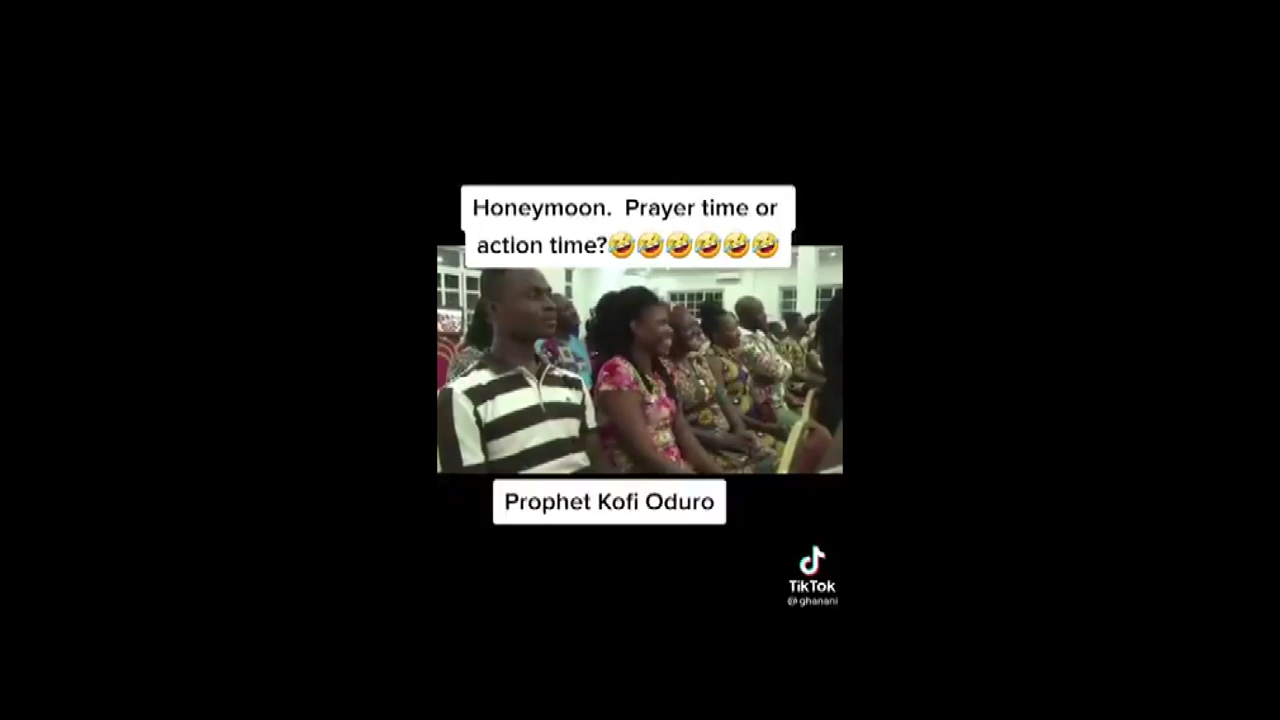 Honeymoon.  Prayer time or
action time?🤣🤣🤣🤣🤣🤣
Prophet Kofi Oduro
TikTok
@ghanani